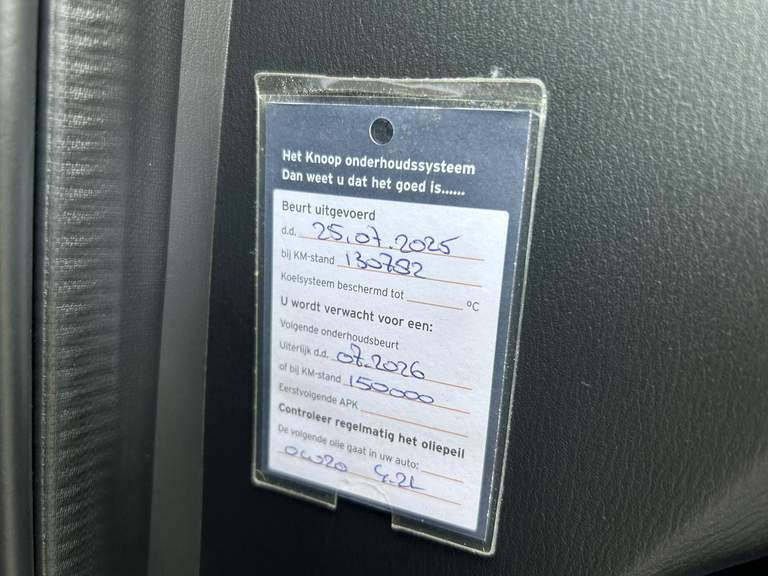 Het Knoop onderhoudssysteem
Dan weet u dat het goed is......
Beurt uitgevoerd
d.d. 25.07.2025
bij KM-stand 130792
Koelsysteem beschermd tot °C
U wordt verwacht voor een:
Volgende onderhoudsbeurt
Uiterlijk d.d. 07.2026
of bij KM-stand 150000
Eerstvolgende APK
Controleer regelmatig het oliepeil
De volgende olie gaat in uw auto:
0W20 4.2L